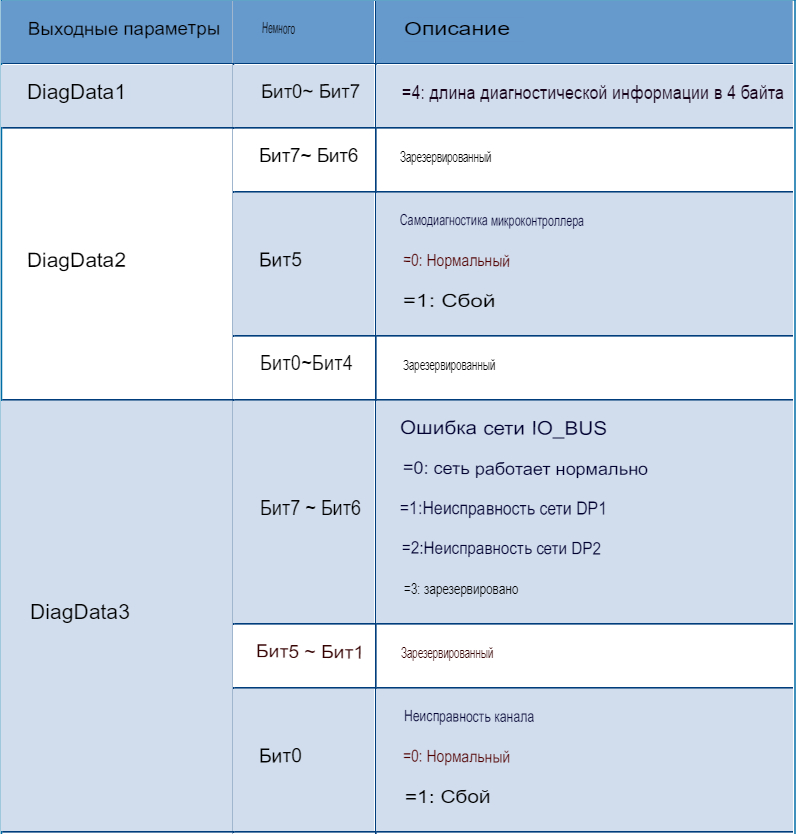 Выходные параметры Немного Описание
DiagData1 Бит0~ Бит7 =4: длина диагностической информации в 4 байта
Бит7~ Бит6 Зарезервированный
DiagData2 Бит5 Самодиагностика микроконтроллера
=0: Нормальный
=1: Сбой
Бит0~Бит4 Зарезервированный
DiagData3 Бит7 ~ Бит6 Ошибка сети IO_BUS
=0: сеть работает нормально
=1:Неисправность сети DP1
=2:Неисправность сети DP2
=3: зарезервировано
Бит5 ~ Бит1 Зарезервированный
Бит0 Неисправность канала
=0: Нормальный
=1: Сбой